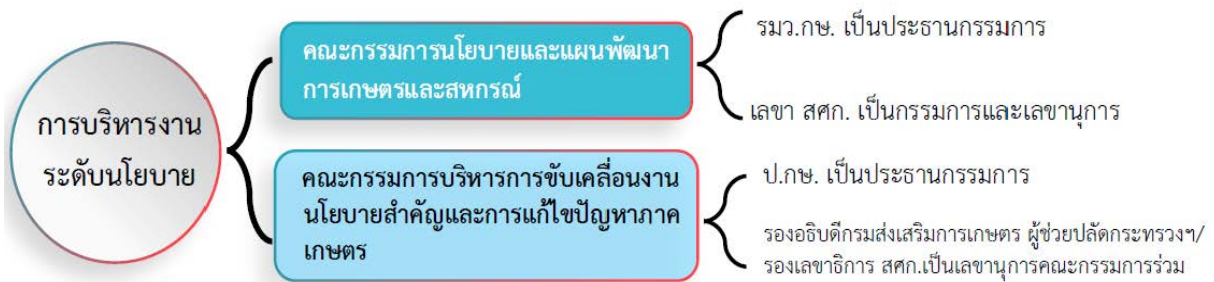 การบริหารงาน
ระดับนโยบาย
คณะกรรมการนโยบายและแผนพัฒนา
การเกษตรและสหกรณ์
รมว.กษ. เป็นประธานกรรมการ
เลขา สศก. เป็นกรรมการและเลขานุการ
คณะกรรมการบริหารการขับเคลื่อนงาน
นโยบายสำคัญและการแก้ไขปัญหาภาค
เกษตร
ป.กษ. เป็นประธานกรรมการ
รองอธิบดีกรมส่งเสริมการเกษตร ผู้ช่วยปลัดกระทรวงฯ/
รองเลขาธิการ สศก.เป็นเลขานุการคณะกรรมการร่วม